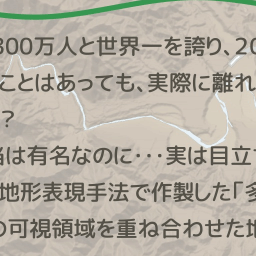 300万人と世界一を誇り、20
ことはあっても、実際に離れ
？
は有名なのに･･･実は目立
地形表現手法で作製した「多
の可視領域を重ね合わせた地